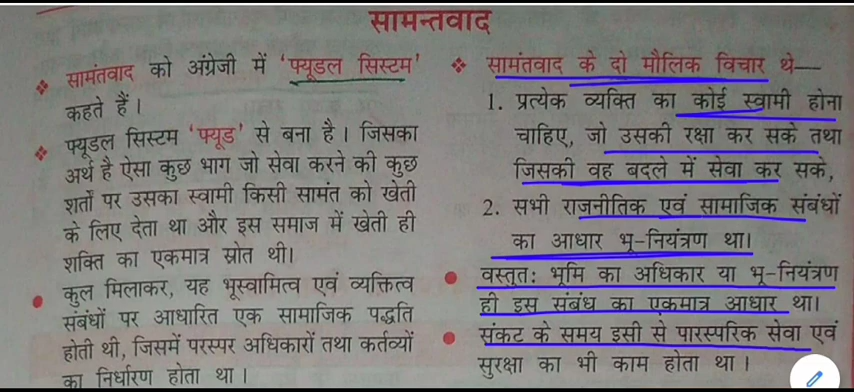 सामन्तवाद
❖ सामंतवाद को अंग्रेजी में 'फ्यूडल सिस्टम'
कहते हैं।
❖ फ्यूडल सिस्टम 'फ्यूड' से बना है। जिसका
अर्थ है ऐसा कुछ भाग जो सेवा करने की कुछ
शर्तों पर उसका स्वामी किसी सामंत को खेती
के लिए देता था और इस समाज में खेती ही
शक्ति का एकमात्र स्रोत थी।
● कुल मिलाकर, यह भूस्वामित्व एवं व्यक्तित्व
संबंधों पर आधारित एक सामाजिक पद्धति
होती थी, जिसमें परस्पर अधिकारों तथा कर्तव्यों
का निर्धारण होता था।
❖ सामंतवाद के दो मौलिक विचार थे—
1. प्रत्येक व्यक्ति का कोई स्वामी होना
चाहिए, जो उसकी रक्षा कर सके तथा
जिसकी वह बदले में सेवा कर सके,
2. सभी राजनीतिक एवं सामाजिक संबंधों
का आधार भू-नियंत्रण था।
● वस्तुतः भूमि का अधिकार या भू-नियंत्रण
ही इस संबंध का एकमात्र आधार था।
● संकट के समय इसी से पारस्परिक सेवा एवं
सुरक्षा का भी काम होता था।